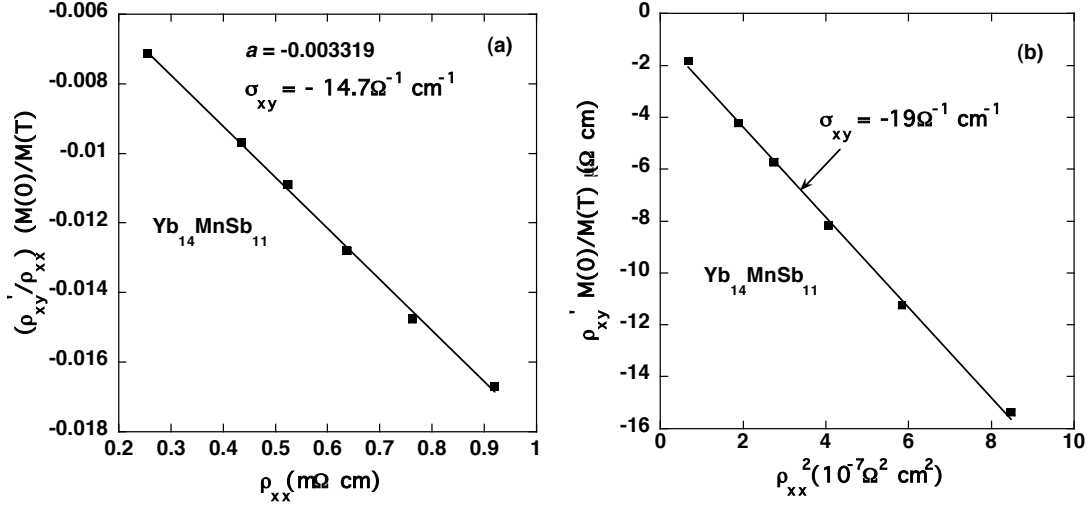 -0.006
(a)
a = -0.003319
-0.008
σxy = - 14.7Ω-1 cm-1
-0.01
-0.012
Yb14MnSb11
-0.014
-0.016
-0.018
(ρxy'/ρxx) (M(0)/M(T)
0.2 0.3 0.4 0.5 0.6 0.7 0.8 0.9 1
ρxx(mΩ cm)
0
(b)
-2
σxy = -19Ω-1 cm-1
-4
-6
-8
-10
Yb14MnSb11
-12
-14
-16
ρxy' M(0)/M(T) (Ω cm)
0 2 4 6 8 10
ρxx2(10-7Ω2 cm2)